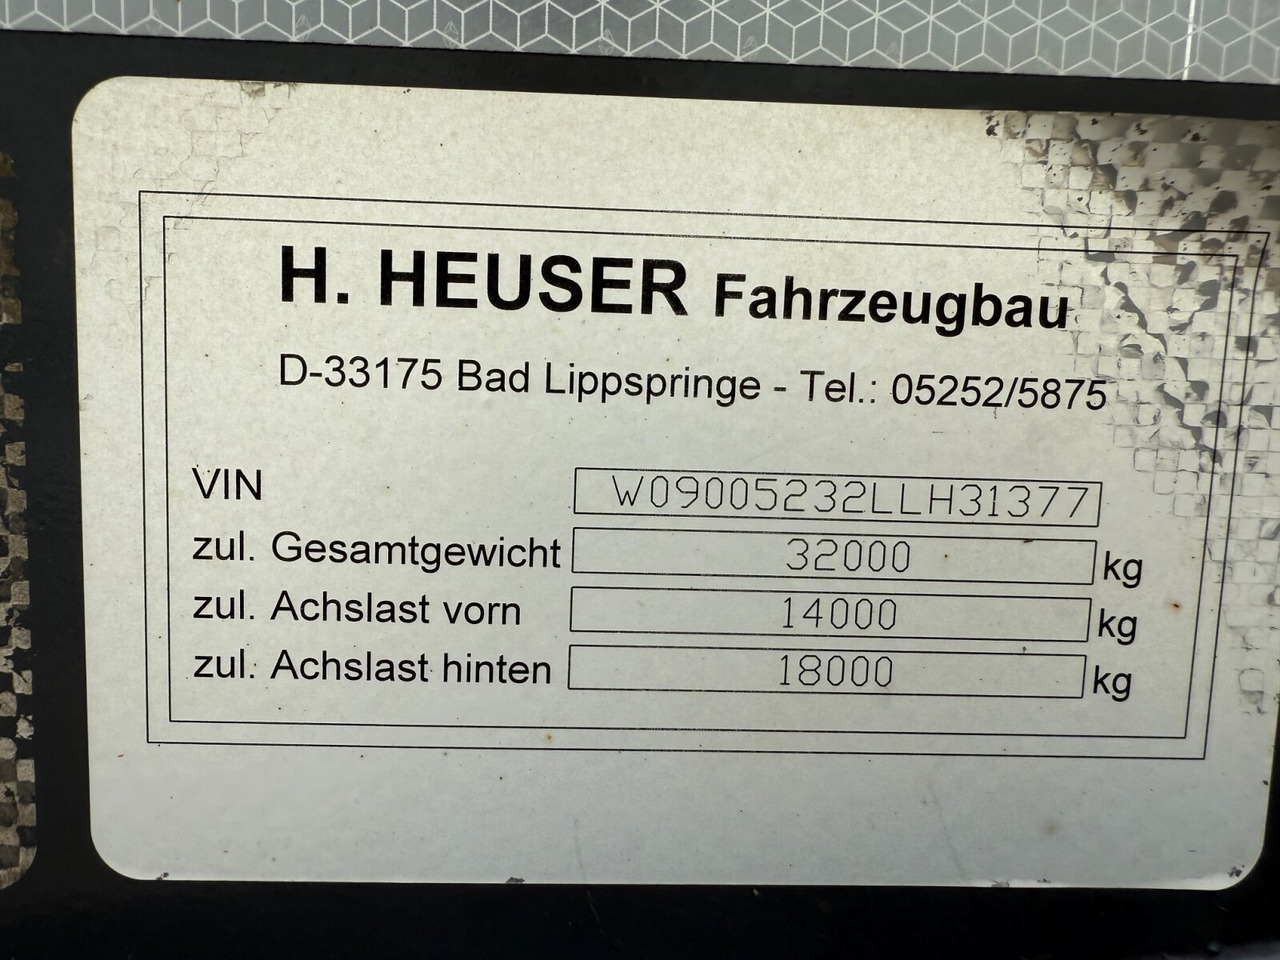 H. HEUSER Fahrzeugbau
D-33175 Bad Lippspringe - Tel.: 05252/5875
VIN W09005232LLH31377
zul. Gesamtgewicht 32000 kg
zul. Achslast vorn 14000 kg
zul. Achslast hinten 18000 kg